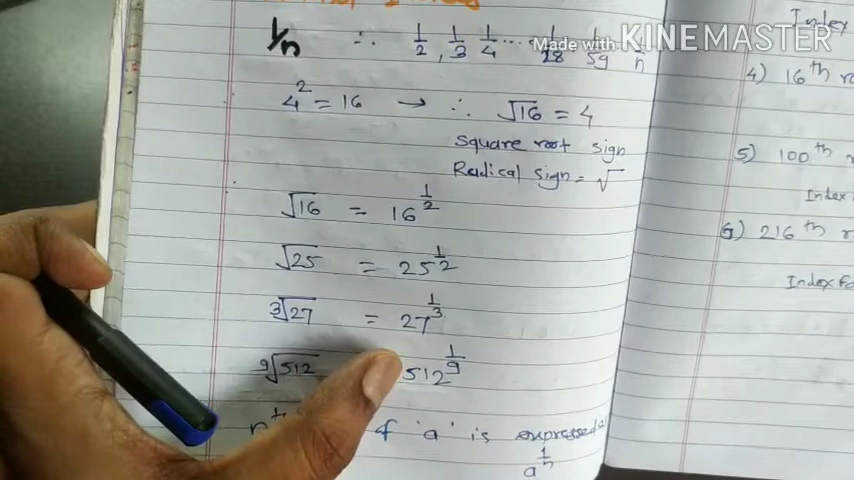 1/n ∴ 1/2, 1/3 1/4 ... 1/28 1/59 1/n
Made with KINEMASTER
4² = 16 → ∴ √16 = 4
Square root sign
Radical sign = √
√16 = 16^1/2
√25 = 25^1/2
³√27 = 27^1/3
⁹√512 512^1/9
'a' is expressed
a^1/n
Index
4) 16th
5) 100th
Index
6) 216th
Index